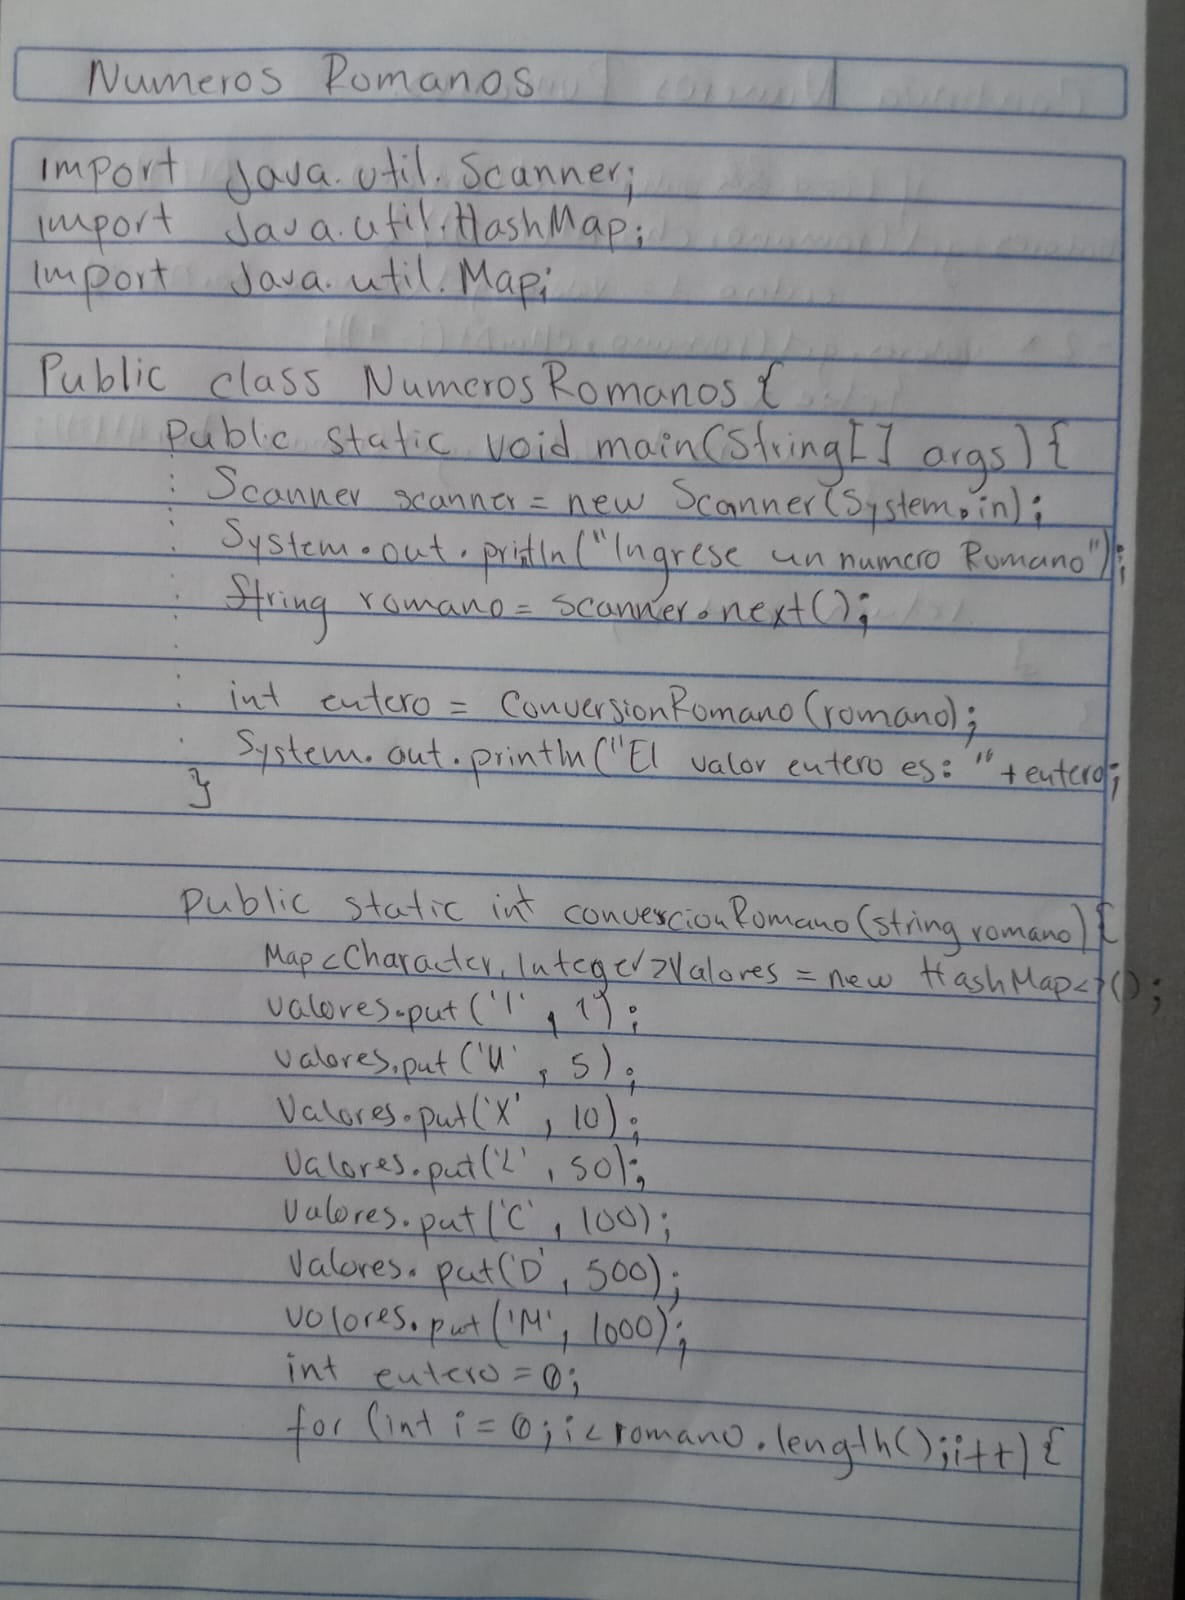 Numeros Romanos
import java.util.Scanner;
import java.util.HashMap;
import java.util.Map;
Public class NumerosRomanos {
Public static void main(String[] args) {
Scanner scanner = new Scanner(System.in);
System.out.println("Ingrese un numero Romano");
String romano = scanner.next();
int entero = ConversionRomano(romano);
System.out.println("El valor entero es: "+entero;
}
Public static int convercionRomano(string romano) {
Map<Character, Integer>Valores = new HashMap<>();
valores.put('I', 1);
valores.put('V', 5);
Valores.put('X', 10);
Valores.put('L', 50);
Valores.put('C', 100);
Valores.put('D', 500);
valores.put('M', 1000);
int entero = 0;
for (int i = 0; i < romano.length(); i++) {